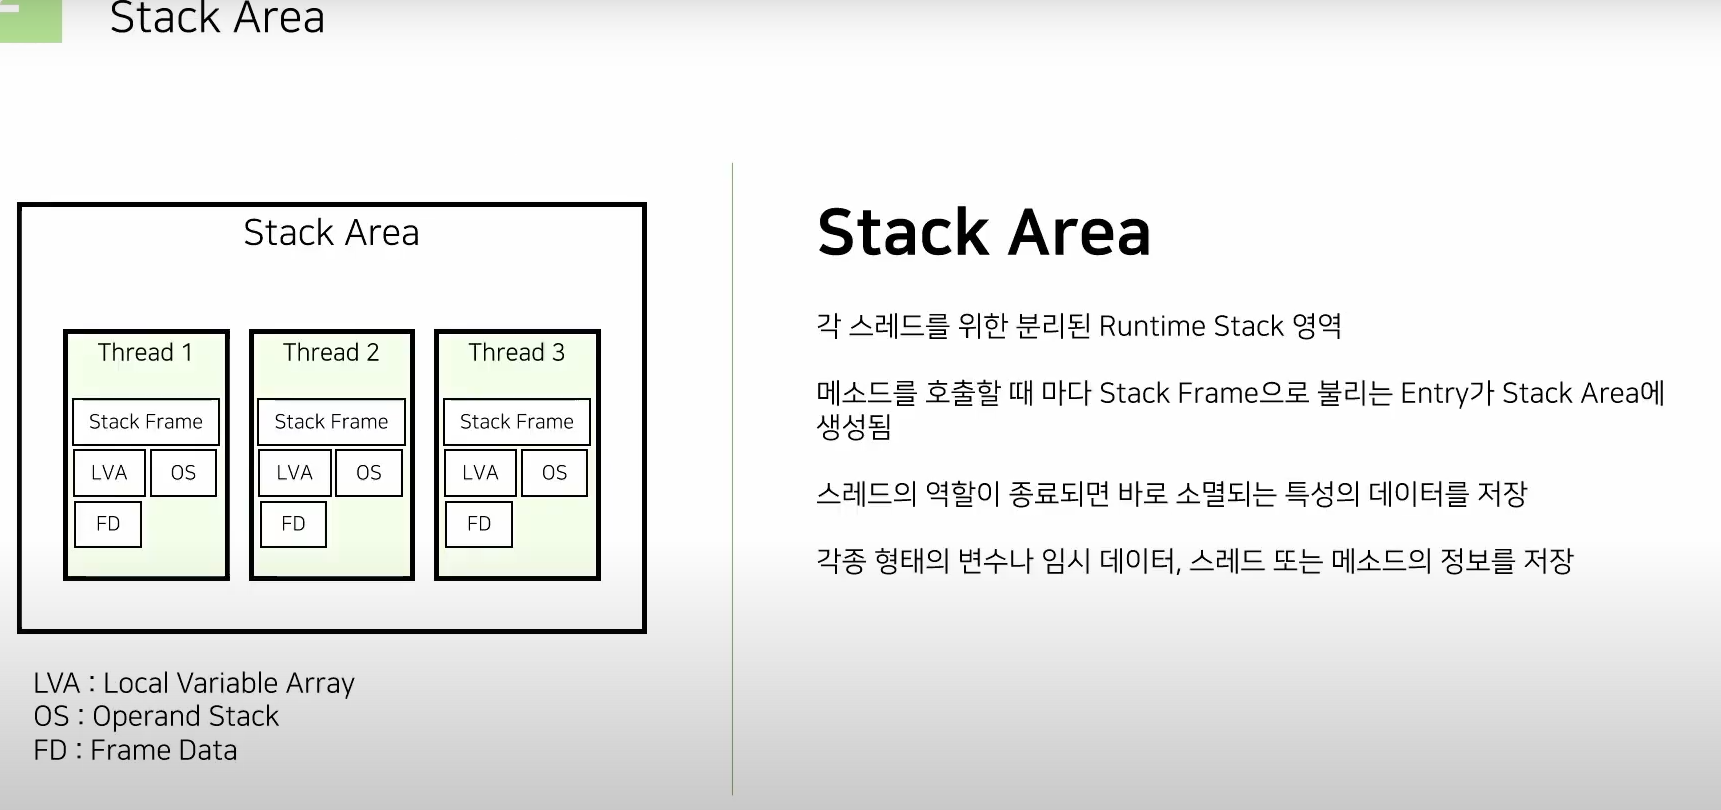 Stack Area
Stack Area
Thread 1
Stack Frame
LVA
OS
FD
Thread 2
Stack Frame
LVA
OS
FD
Thread 3
Stack Frame
LVA
OS
FD
LVA : Local Variable Array
OS : Operand Stack
FD : Frame Data
Stack Area
각 스레드를 위한 분리된 Runtime Stack 영역
메소드를 호출할 때 마다 Stack Frame으로 불리는 Entry가 Stack Area에
생성됨
스레드의 역할이 종료되면 바로 소멸되는 특성의 데이터를 저장
각종 형태의 변수나 임시 데이터, 스레드 또는 메소드의 정보를 저장